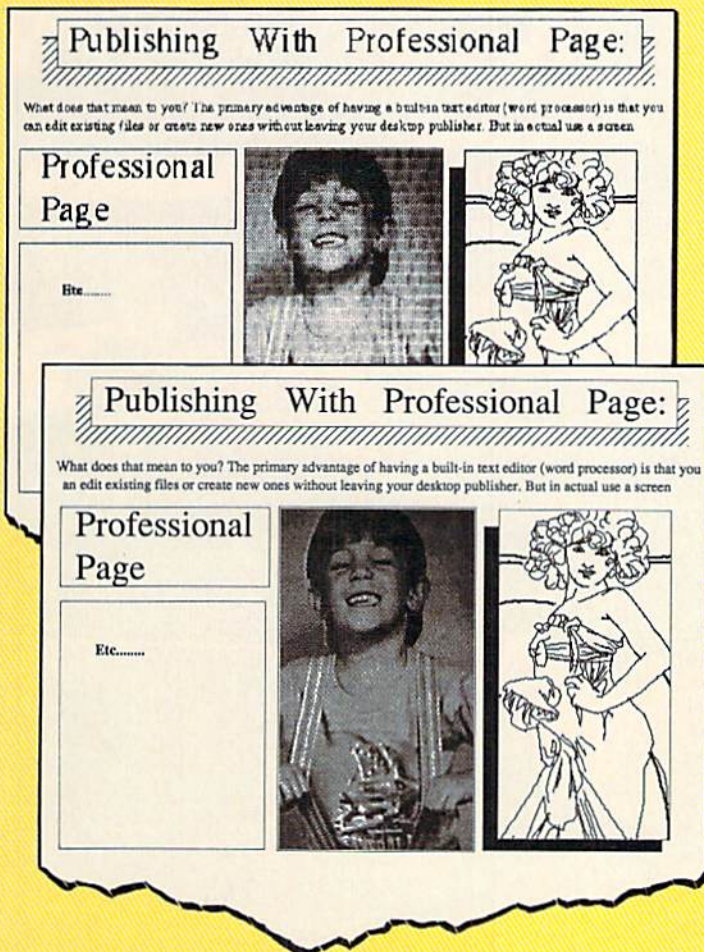 Publishing With Professional Page:
What does that mean to you? The primary advantage of having a built-in text editor (word processor) is that you
can edit existing files or create new ones without leaving your desktop publisher. But in actual use a screen
Professional
Page
Etc........
Publishing With Professional Page:
What does that mean to you? The primary advantage of having a built-in text editor (word processor) is that you
an edit existing files or create new ones without leaving your desktop publisher. But in actual use a screen
Professional
Page
Etc........